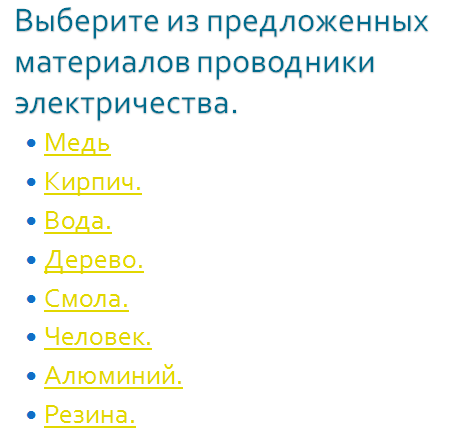 Выберите из предложенных
материалов проводники
электричества.
• Медь
• Кирпич.
• Вода.
• Дерево.
• Смола.
• Человек.
• Алюминий.
• Резина.